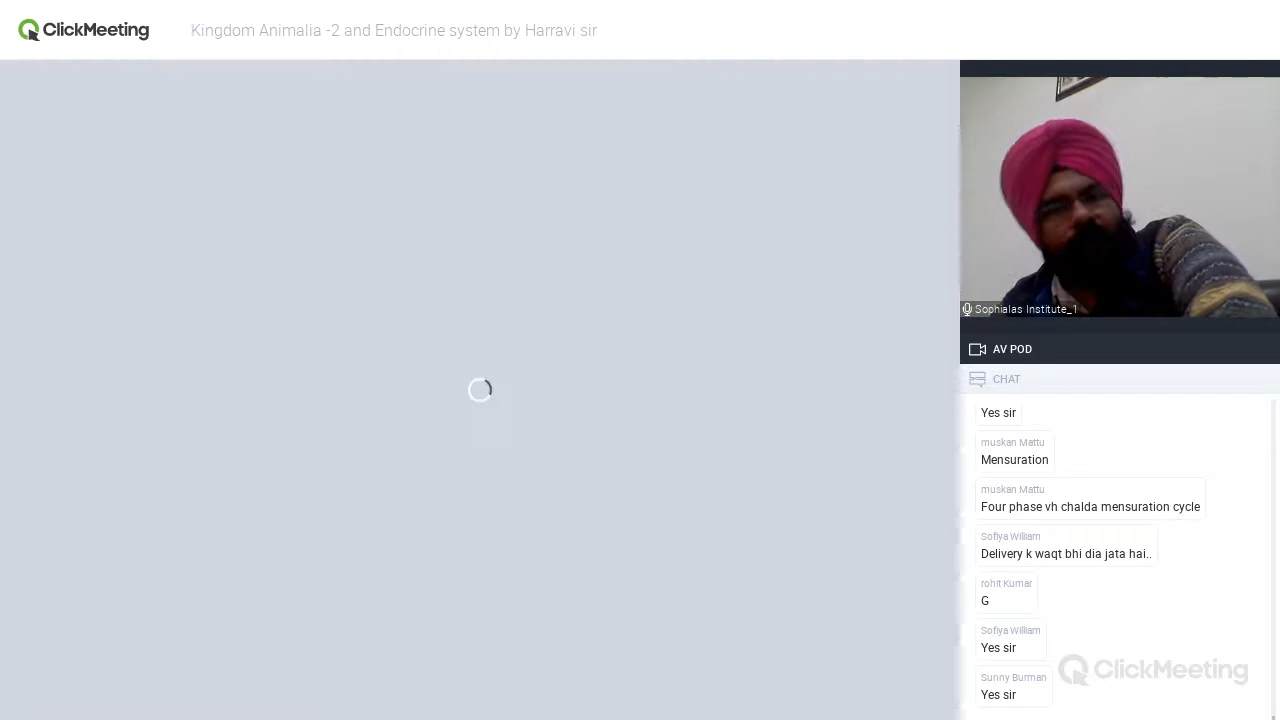 ClickMeeting
Kingdom Animalia -2 and Endocrine system by Harravi sir
Sophialas Institute_1
AV POD
CHAT
Yes sir
muskan Mattu
Mensuration
muskan Mattu
Four phase vh chalda mensuration cycle
Sofiya William
Delivery k waqt bhi dia jata hai..
rohit Kumar
G
Sofiya William
Yes sir
Sunny Burman
Yes sir
ClickMeeting